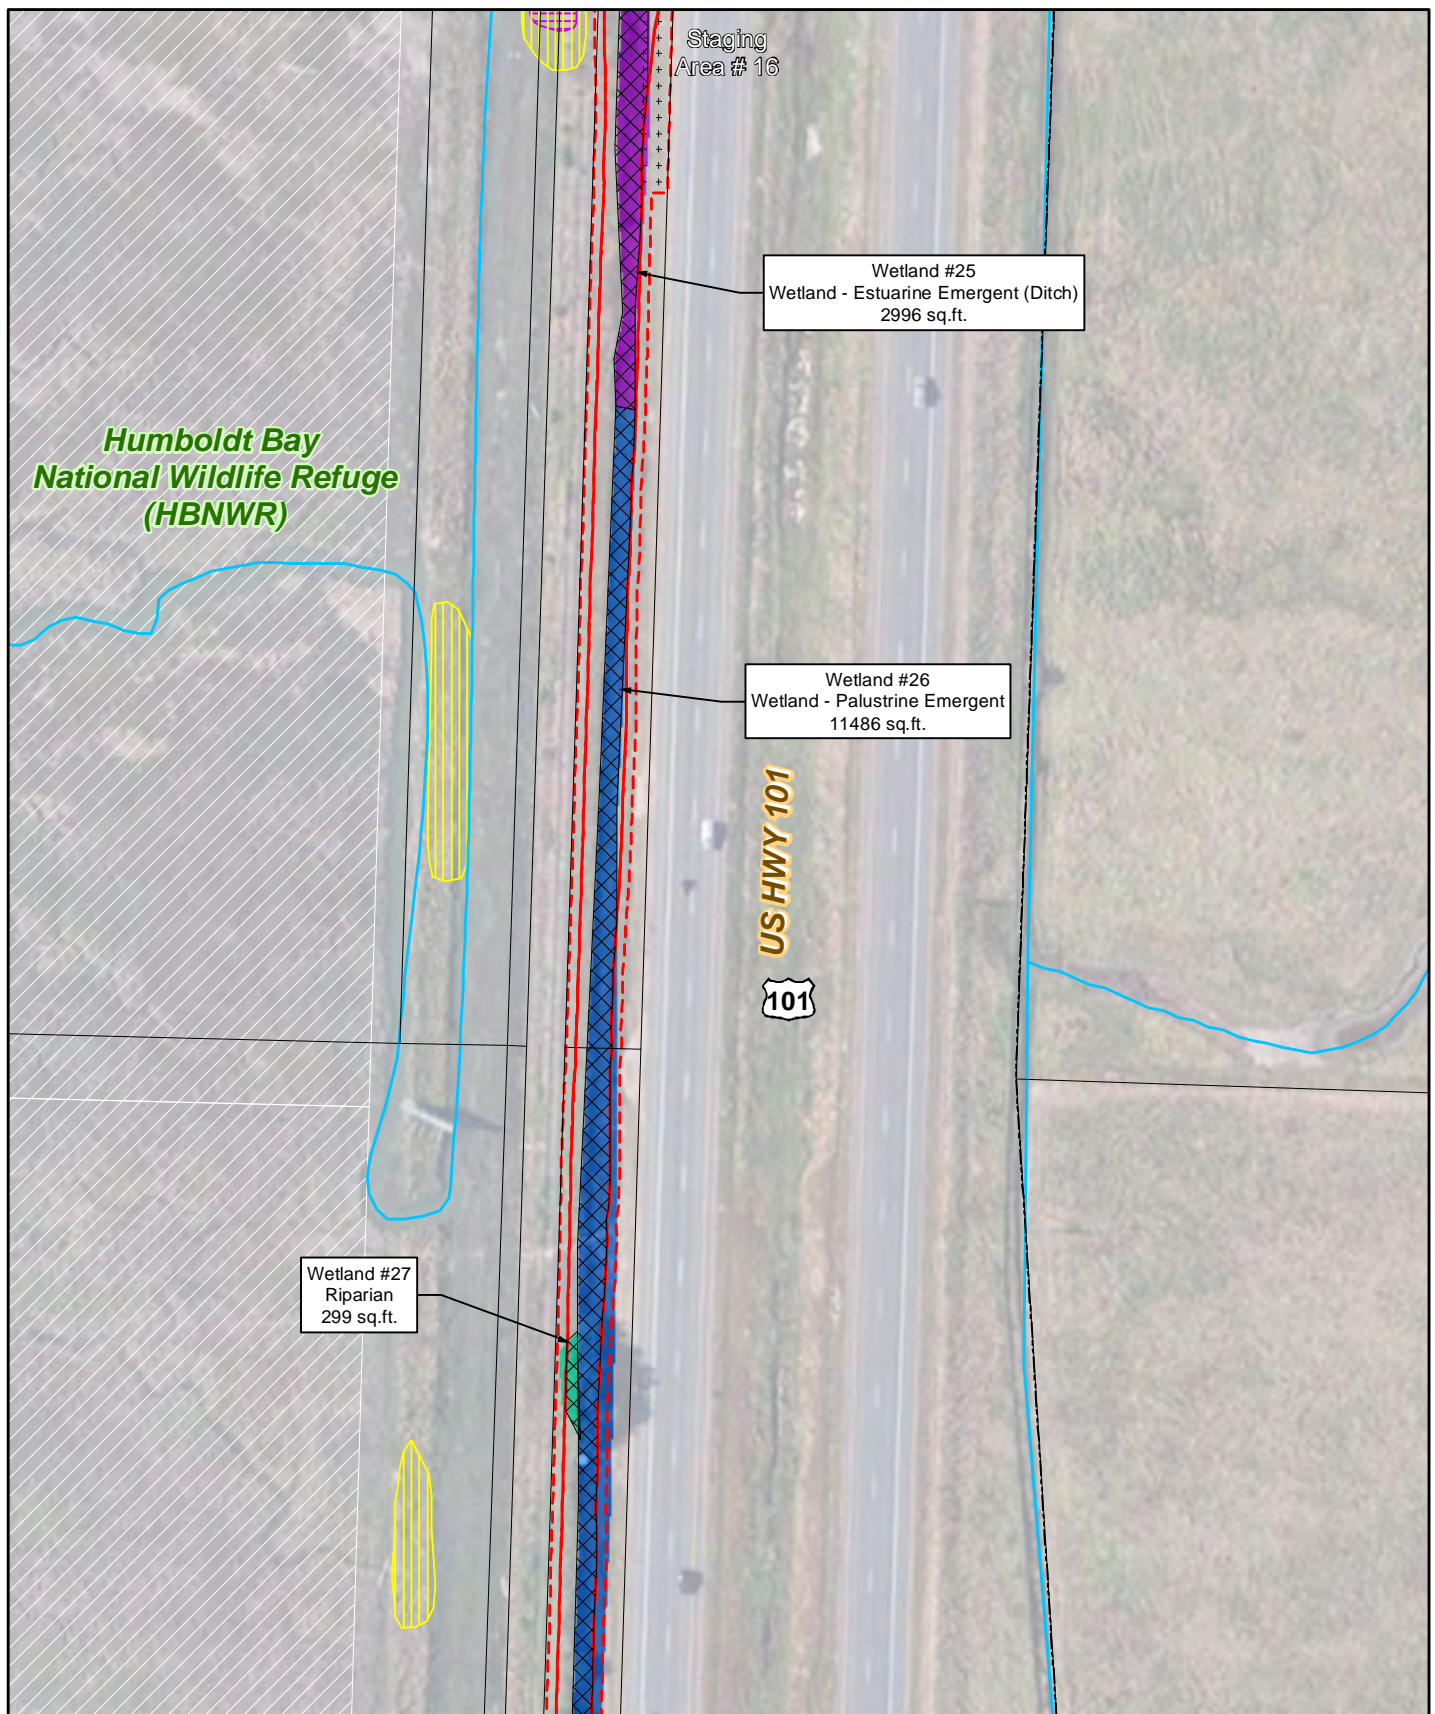 Staging
Area # 16
Wetland #25
Wetland - Estuarine Emergent (Ditch)
2996 sq.ft.
Humboldt Bay
National Wildlife Refuge
(HBNWR)
Wetland #26
Wetland - Palustrine Emergent
11486 sq.ft.
US HWY 101
101
Wetland #27
Riparian
299 sq.ft.